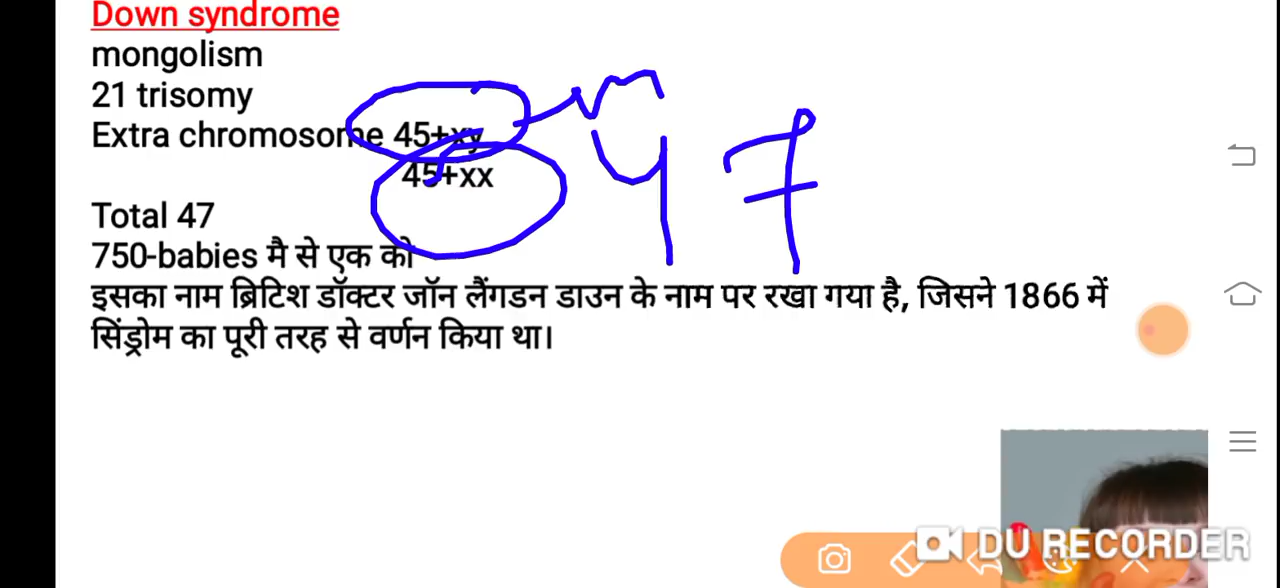 Down syndrome
mongolism
21 trisomy
Extra chromosome 45+xy
45+xx
47
Total 47
750-babies मै से एक को
इसका नाम ब्रिटिश डॉक्टर जॉन लैंगडन डाउन के नाम पर रखा गया है, जिसने 1866 में
सिंड्रोम का पूरी तरह से वर्णन किया था।
DU RECORDER